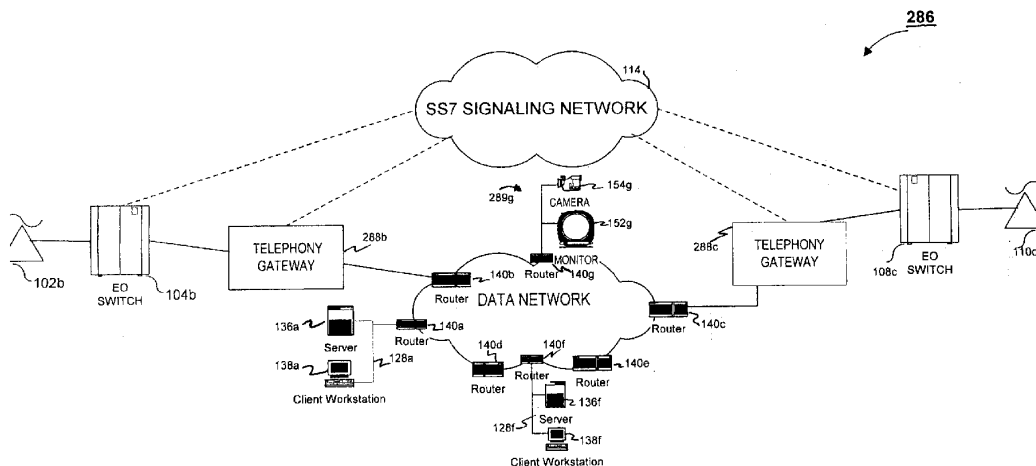 286
114
SS7 SIGNALING NETWORK
289g
CAMERA
154g
152g
MONITOR
Router
140g
102b
EO
SWITCH
104b
TELEPHONY
GATEWAY
288b
288c
TELEPHONY
GATEWAY
108c
EO
SWITCH
110c
140b
Router
DATA NETWORK
136a
Server
140a
Router
138a
128a
Client Workstation
140d
Router
140f
Router
140e
Router
Router
140c
136f
Server
128f
138f
Client Workstation